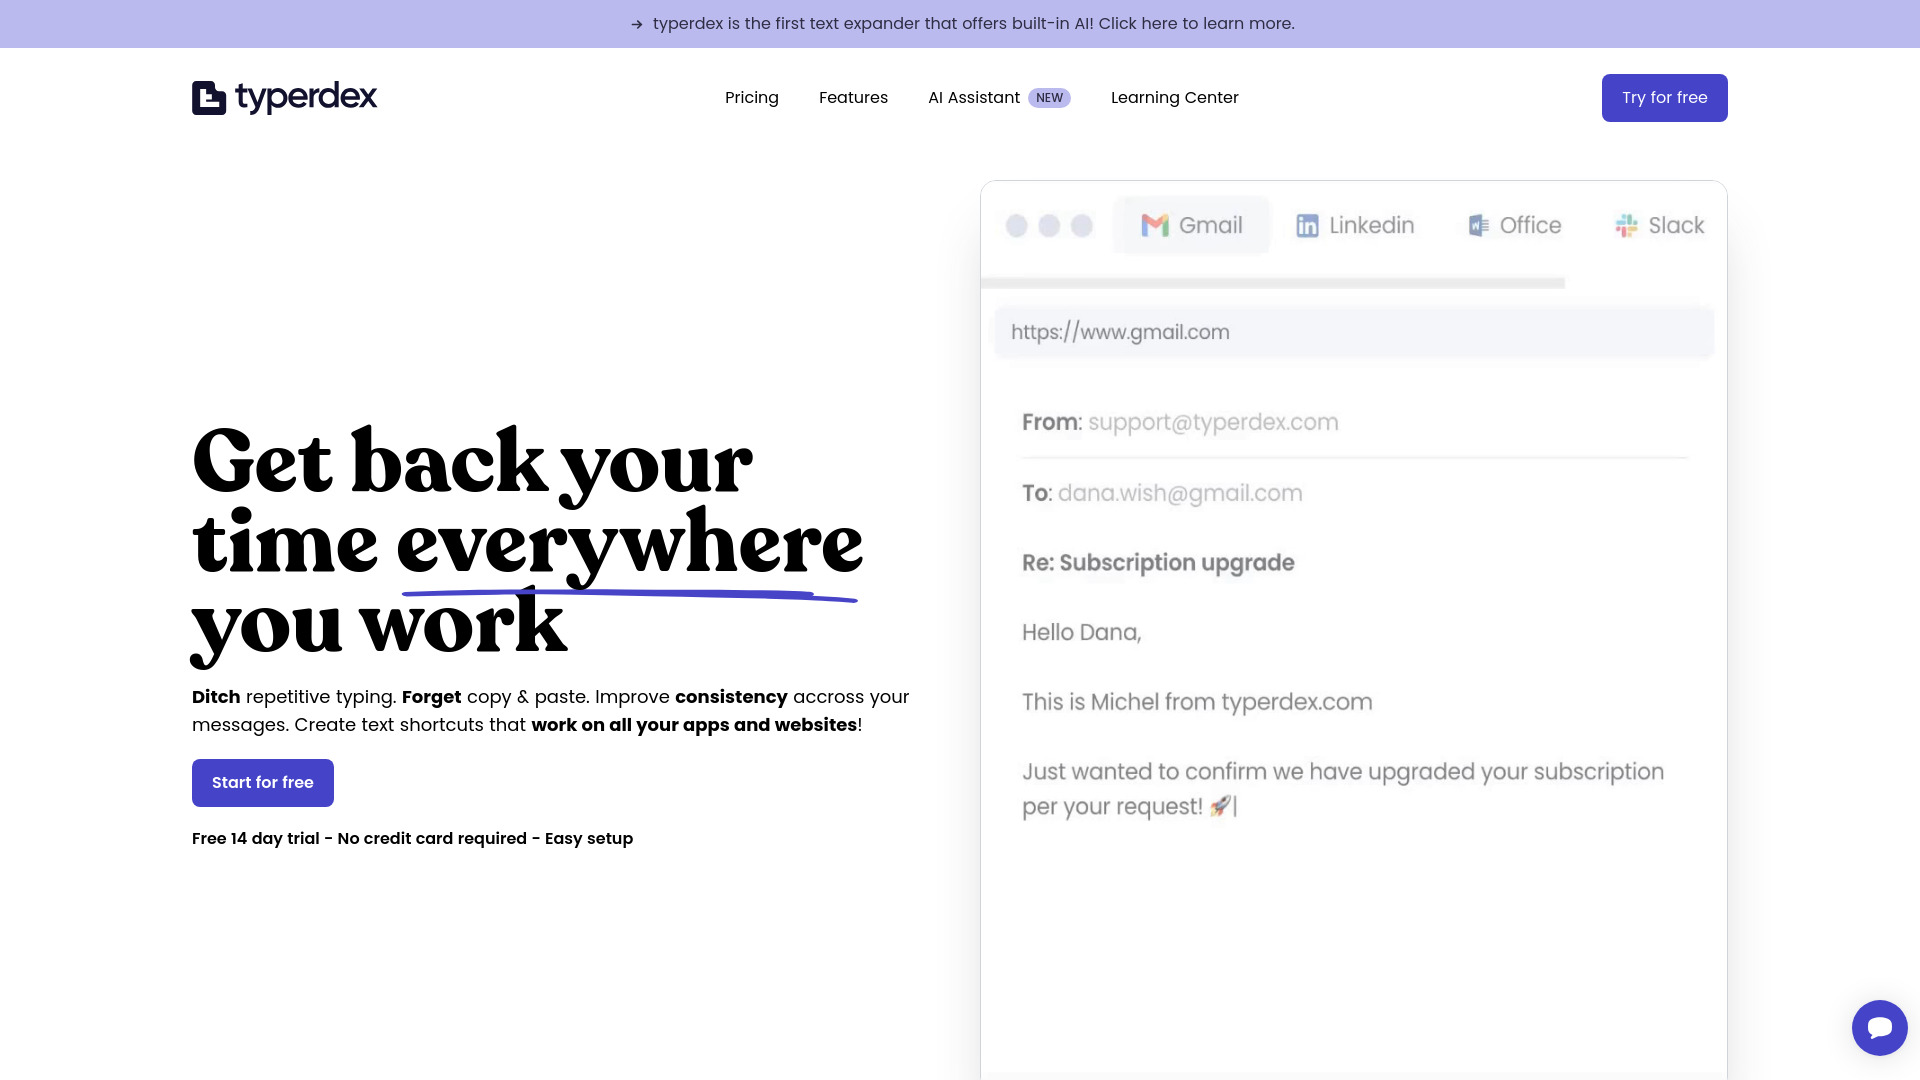 → typerdex is the first text expander that offers built-in AI! Click here to learn more.
typerdex
Pricing
Features
AI Assistant NEW
Learning Center
Try for free
Get back your
time everywhere
you work
Ditch repetitive typing. Forget copy & paste. Improve consistency accross your
messages. Create text shortcuts that work on all your apps and websites!
Start for free
Free 14 day trial - No credit card required - Easy setup
Gmail
Linkedin
Office
Slack
https://www.gmail.com
From: support@typerdex.com
To: dana.wish@gmail.com
Re: Subscription upgrade
Hello Dana,
This is Michel from typerdex.com
Just wanted to confirm we have upgraded your subscription
per your request! 🚀|